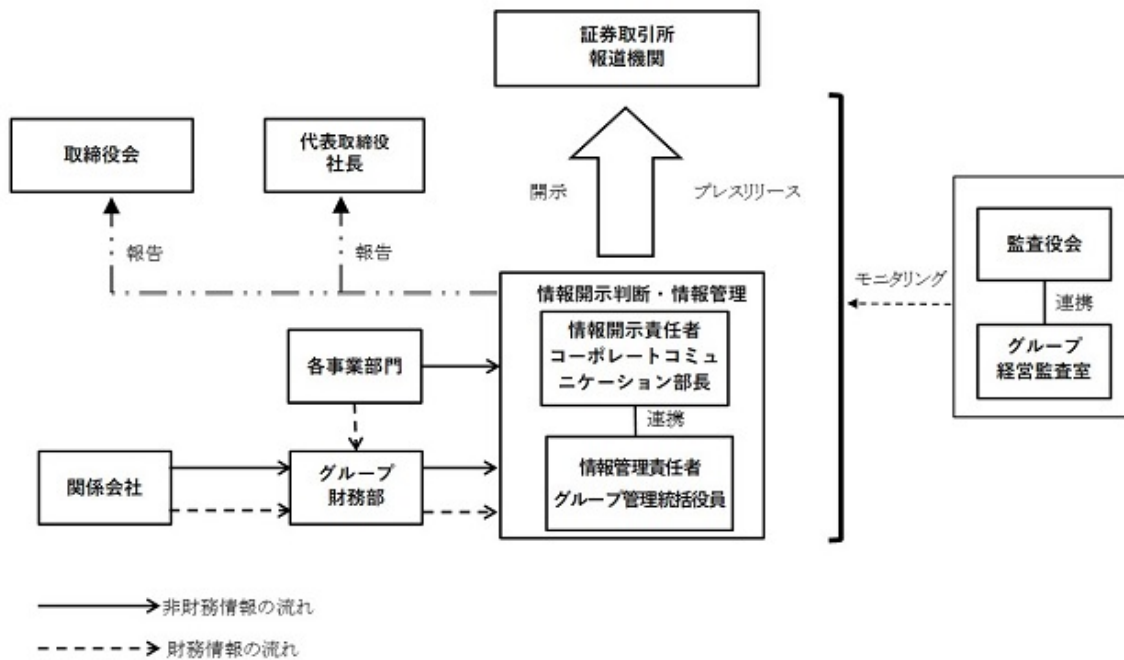 証券取引所
報道機関
取締役会
代表取締役
社長
開示
プレスリリース
報告
報告
監査役会
モニタリング
連携
グループ
経営監査室
情報開示判断・情報管理
情報開示責任者
コーポレートコミュ
ニケーション部長
連携
情報管理責任者
グループ管理統括役員
各事業部門
関係会社
グループ
財務部
非財務情報の流れ
財務情報の流れ